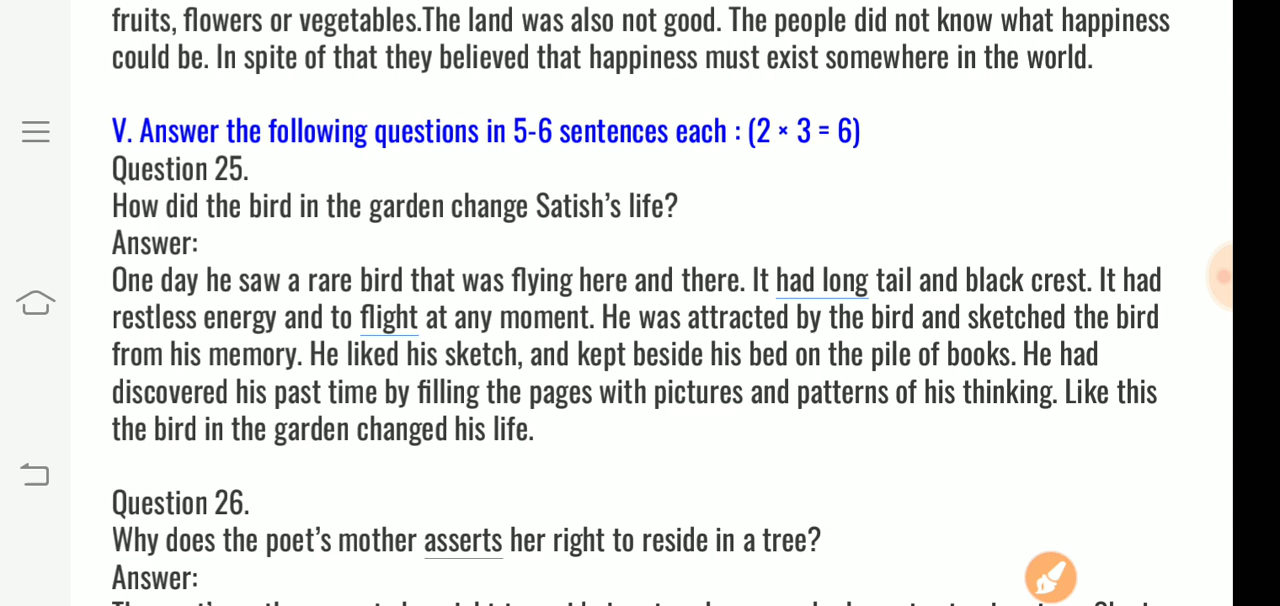 fruits, flowers or vegetables.The land was also not good. The people did not know what happiness
could be. In spite of that they believed that happiness must exist somewhere in the world.
V. Answer the following questions in 5-6 sentences each : (2 × 3 = 6)
Question 25.
How did the bird in the garden change Satish’s life?
Answer:
One day he saw a rare bird that was flying here and there. It had long tail and black crest. It had
restless energy and to flight at any moment. He was attracted by the bird and sketched the bird
from his memory. He liked his sketch, and kept beside his bed on the pile of books. He had
discovered his past time by filling the pages with pictures and patterns of his thinking. Like this
the bird in the garden changed his life.
Question 26.
Why does the poet’s mother asserts her right to reside in a tree?
Answer: